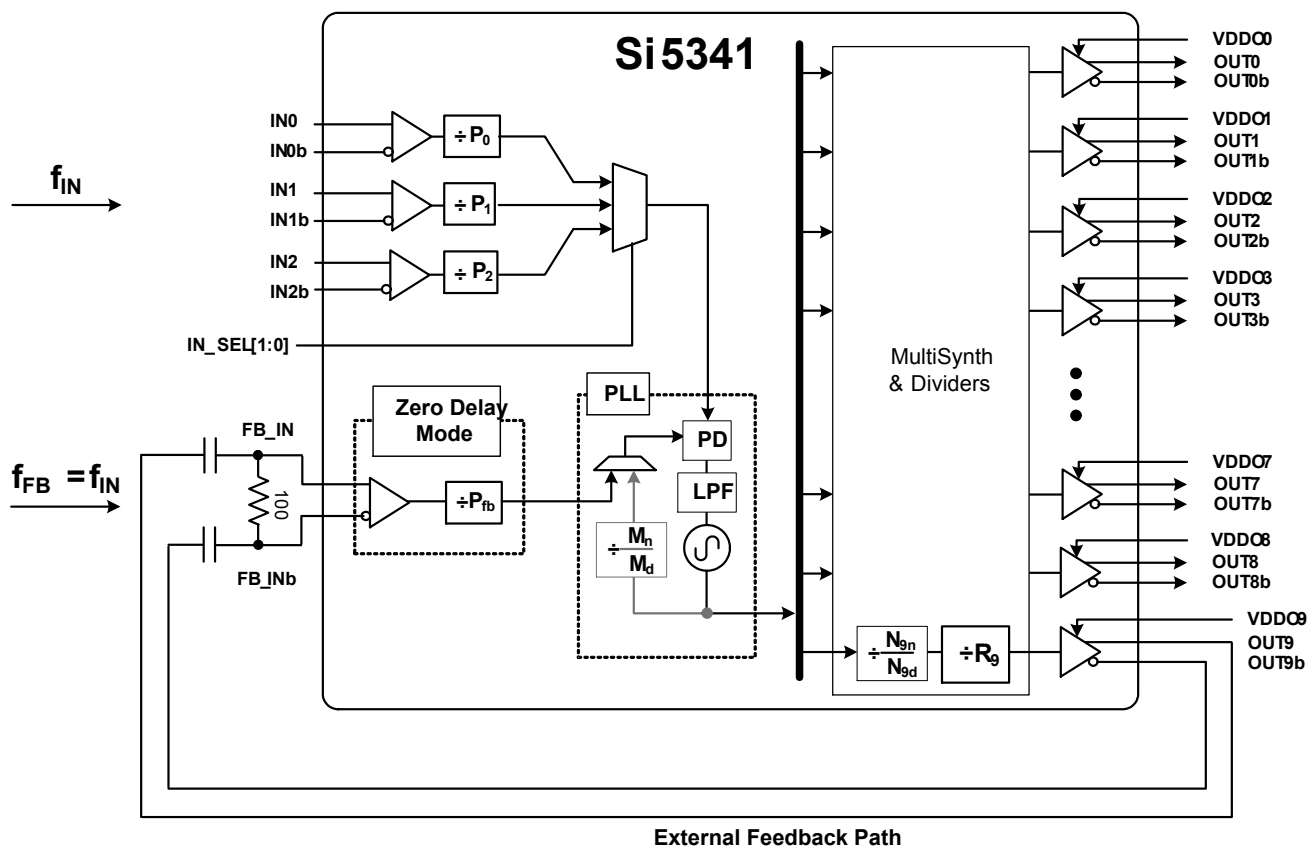 Si5341
IN0
IN0b
÷ P0
IN1
IN1b
÷ P1
IN2
IN2b
÷ P2
fIN
IN_SEL[1:0]
Zero Delay
Mode
FB_IN
fFB = fIN
100
FB_INb
÷Pfb
PLL
PD
LPF
÷ Mn
Md
MultiSynth
& Dividers
÷ N9n
N9d
÷R9
VDDO0
OUT0
OUT0b
VDDO1
OUT1
OUT1b
VDDO2
OUT2
OUT2b
VDDO3
OUT3
OUT3b
VDDO7
OUT7
OUT7b
VDDO8
OUT8
OUT8b
VDDO9
OUT9
OUT9b
External Feedback Path